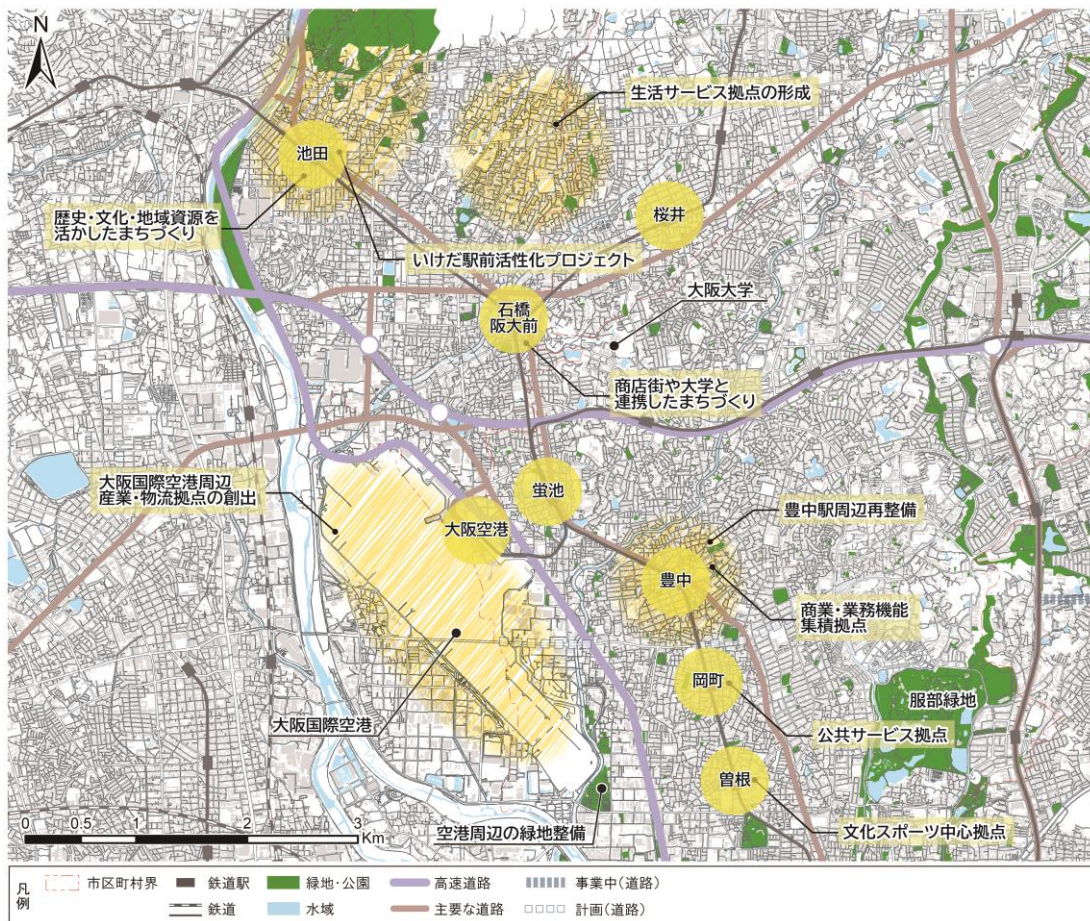 N
生活サービス拠点の形成
池田
桜井
歴史・文化・地域資源を
活かしたまちづくり
いけだ駅前活性化プロジェクト
大阪大学
石橋
阪大前
商店街や大学と
連携したまちづくり
大阪国際空港周辺
産業・物流拠点の創出
蛍池
大阪空港
豊中駅周辺再整備
豊中
商業・業務機能
集積拠点
岡町
服部緑地
大阪国際空港
公共サービス拠点
曽根
空港周辺の緑地整備
文化スポーツ中心拠点
0 0.5 1 2 3
Km
凡例
市区町村界 鉄道駅 緑地・公園 高速道路 事業中(道路)
鉄道 水域 主要な道路 計画(道路)